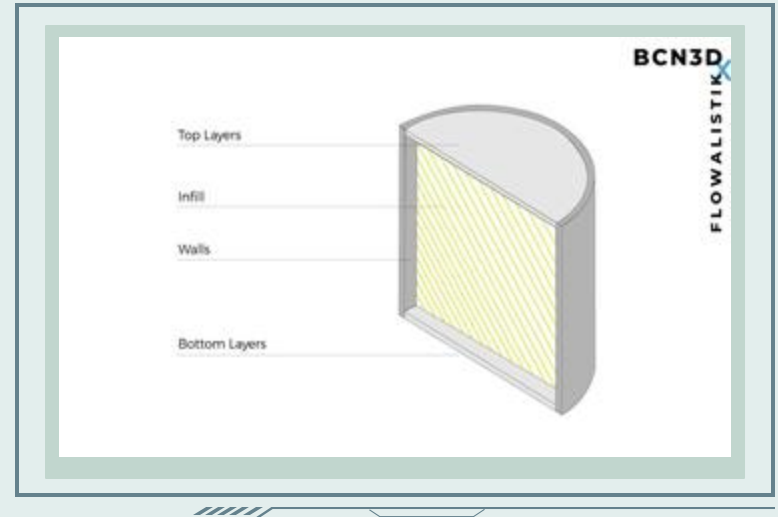 BCN3D
X
FLOWALISTIK
Top Layers
Infill
Walls
Bottom Layers